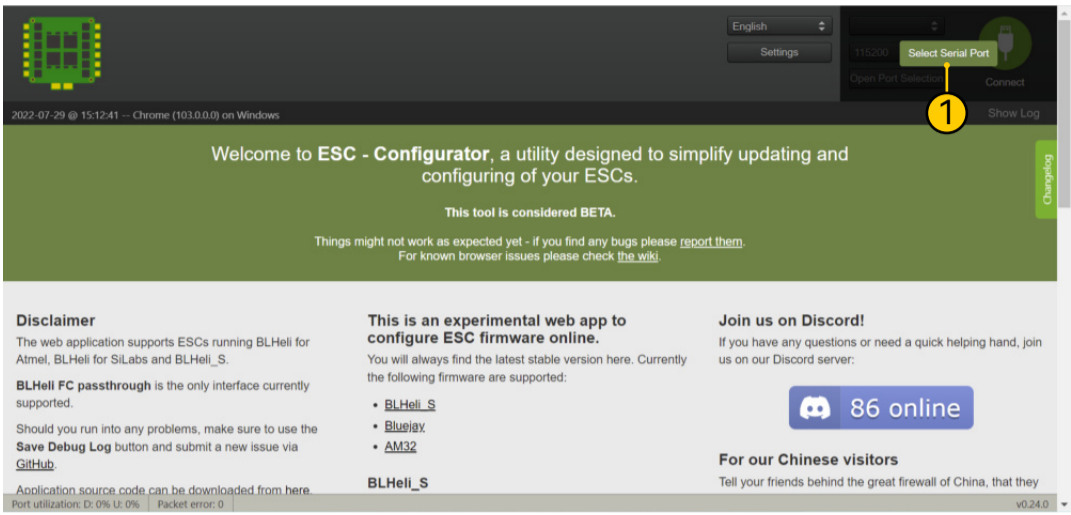 English
Settings
115200
Select Serial Port
Open Port Selection
Connect
1
2022-07-29 @ 15:12:41 -- Chrome (103.0.0.0) on Windows
Show Log
Welcome to ESC - Configurator, a utility designed to simplify updating and
configuring of your ESCs.
This tool is considered BETA.
Things might not work as expected yet - if you find any bugs please report them.
For known browser issues please check the wiki.
Changelog
Disclaimer
The web application supports ESCs running BLHeli for
Atmel, BLHeli for SiLabs and BLHeli_S.
BLHeli FC passthrough is the only interface currently
supported.
Should you run into any problems, make sure to use the
Save Debug Log button and submit a new issue via
GitHub.
Application source code can be downloaded from here.
This is an experimental web app to
configure ESC firmware online.
You will always find the latest stable version here. Currently
the following firmware are supported:
• BLHeli_S
• Bluejay
• AM32
BLHeli_S
Join us on Discord!
If you have any questions or need a quick helping hand, join
us on our Discord server:
86 online
For our Chinese visitors
Tell your friends behind the great firewall of China, that they
Port utilization: D: 0% U: 0%
Packet error: 0
v0.24.0